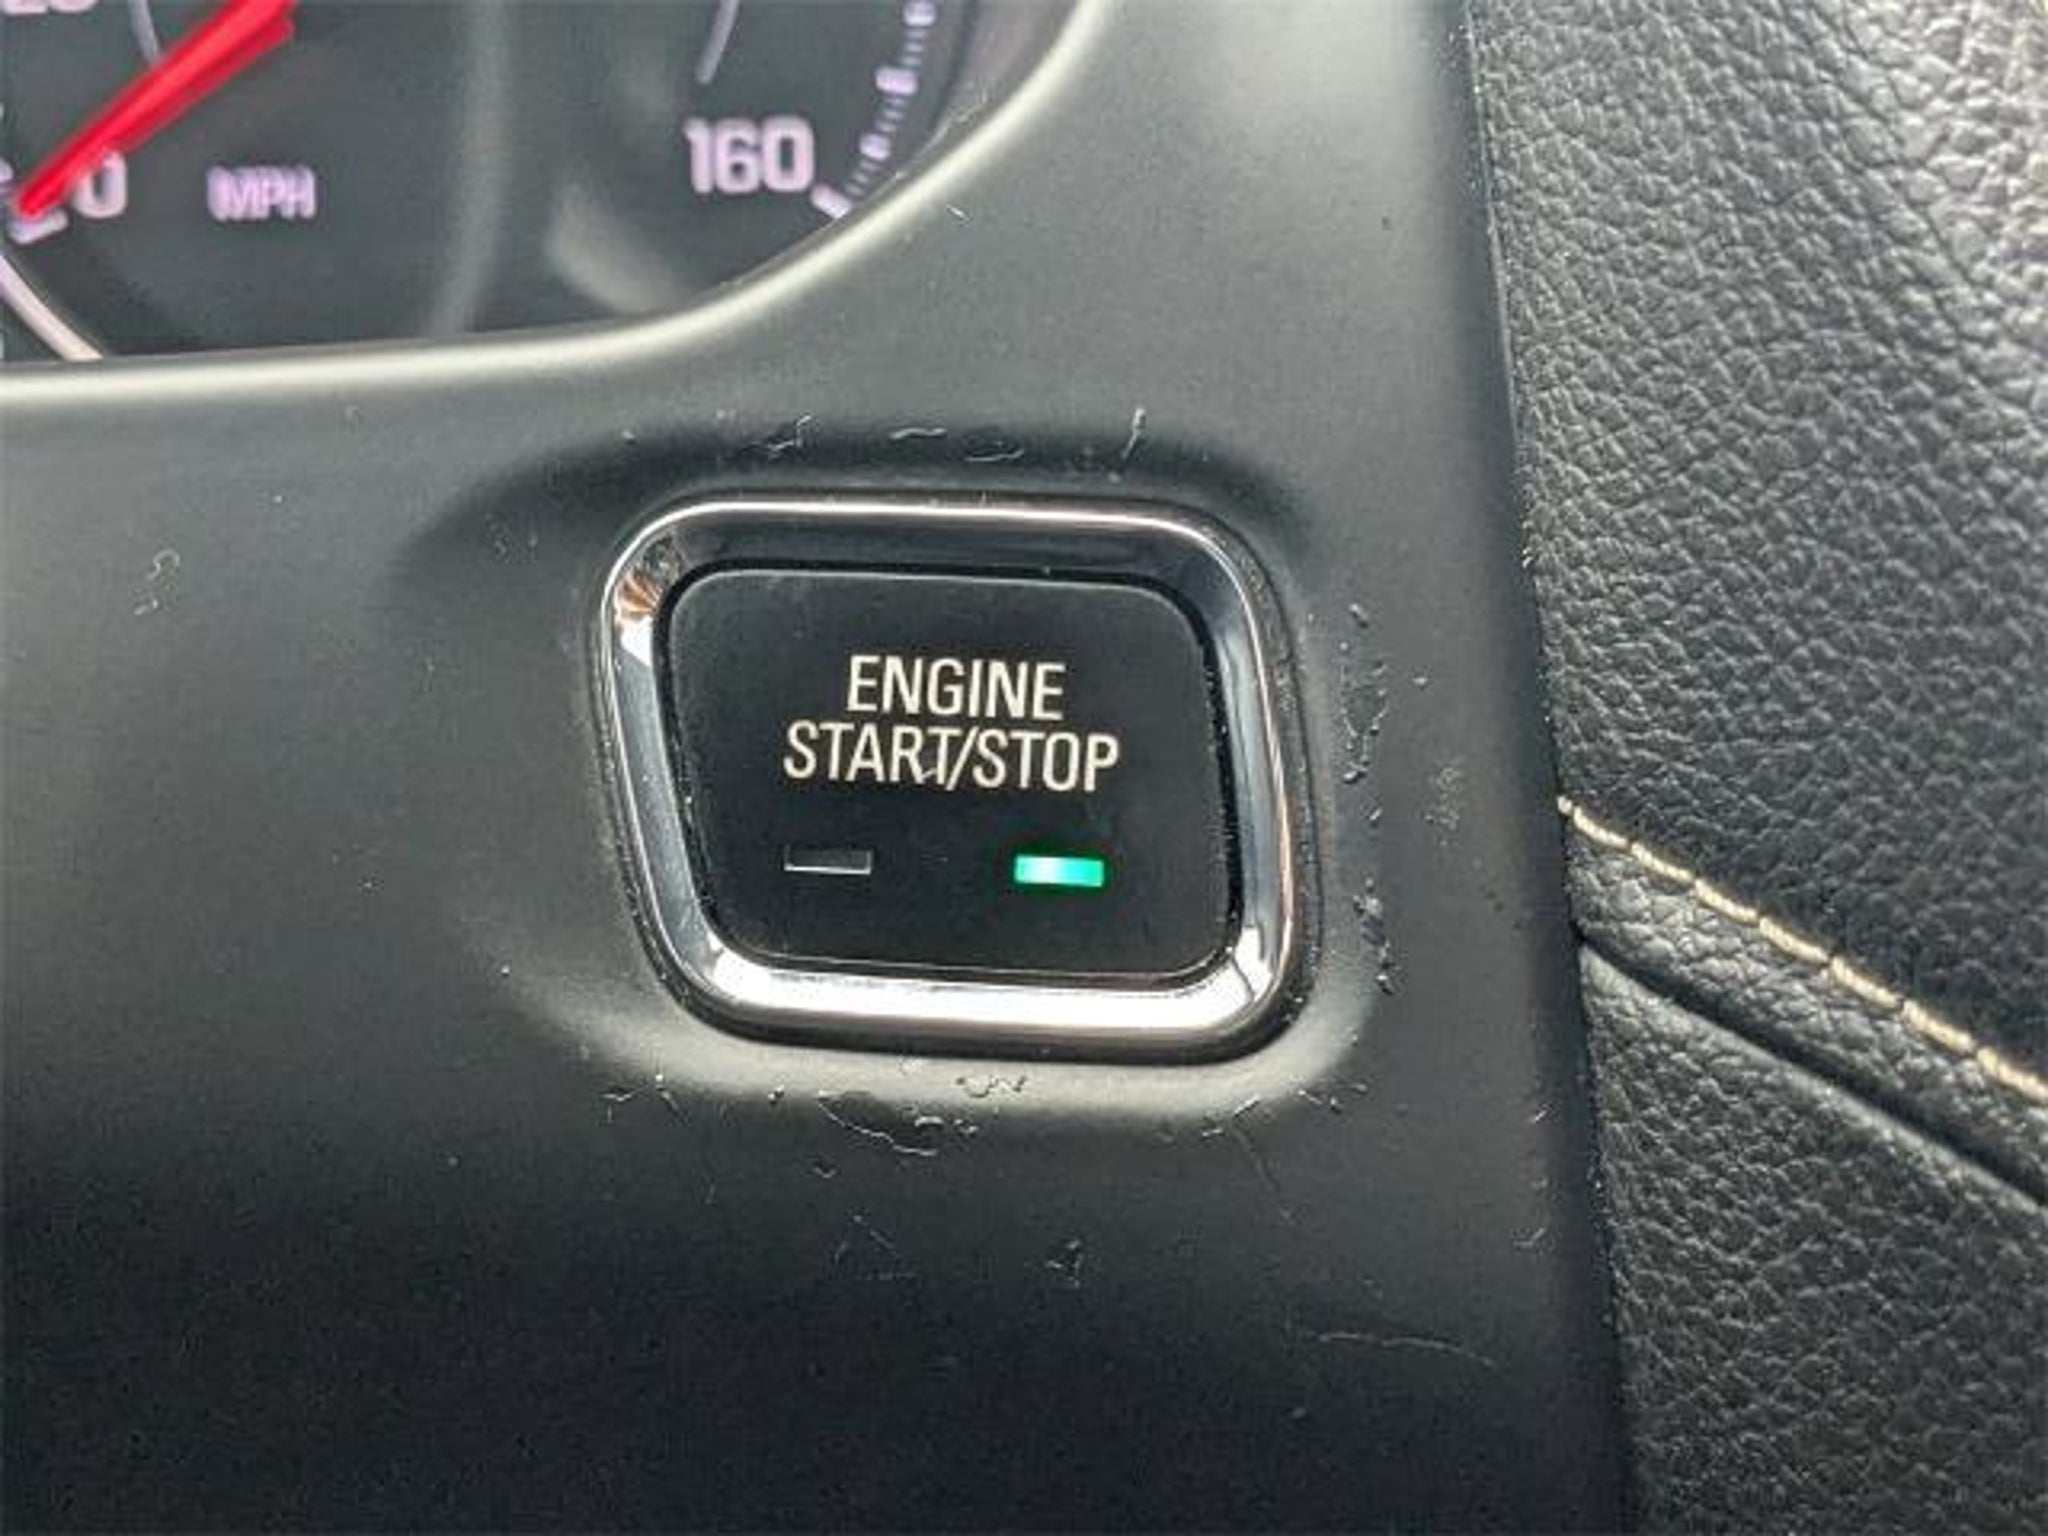 MPH
160
ENGINE
START/STOP